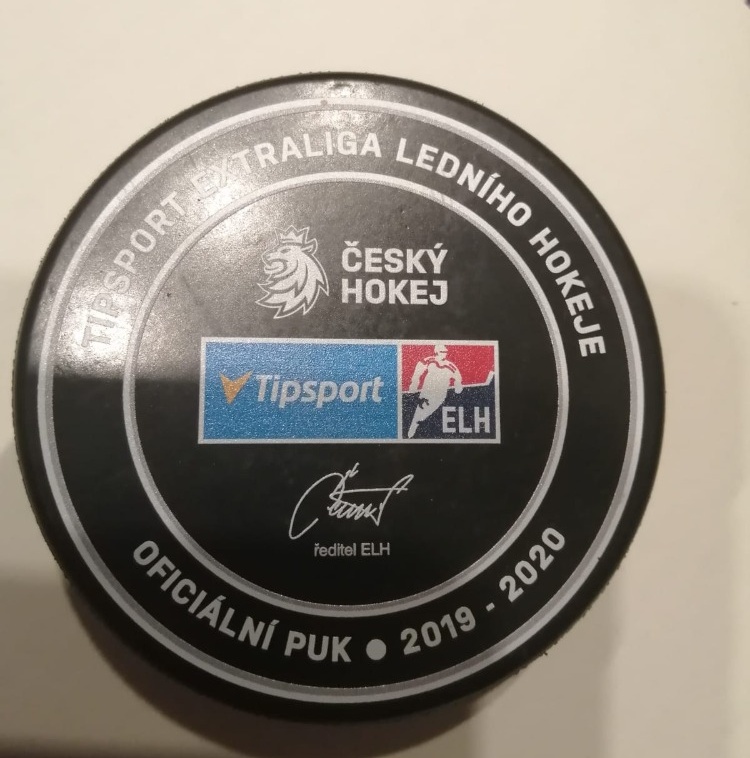 TIPSPORT EXTRALIGA LEDNÍHO HOKEJE
ČESKÝ
HOKEJ
Tipsport
ELH
ředitel ELH
OFICIÁLNÍ PUK ● 2019 - 2020